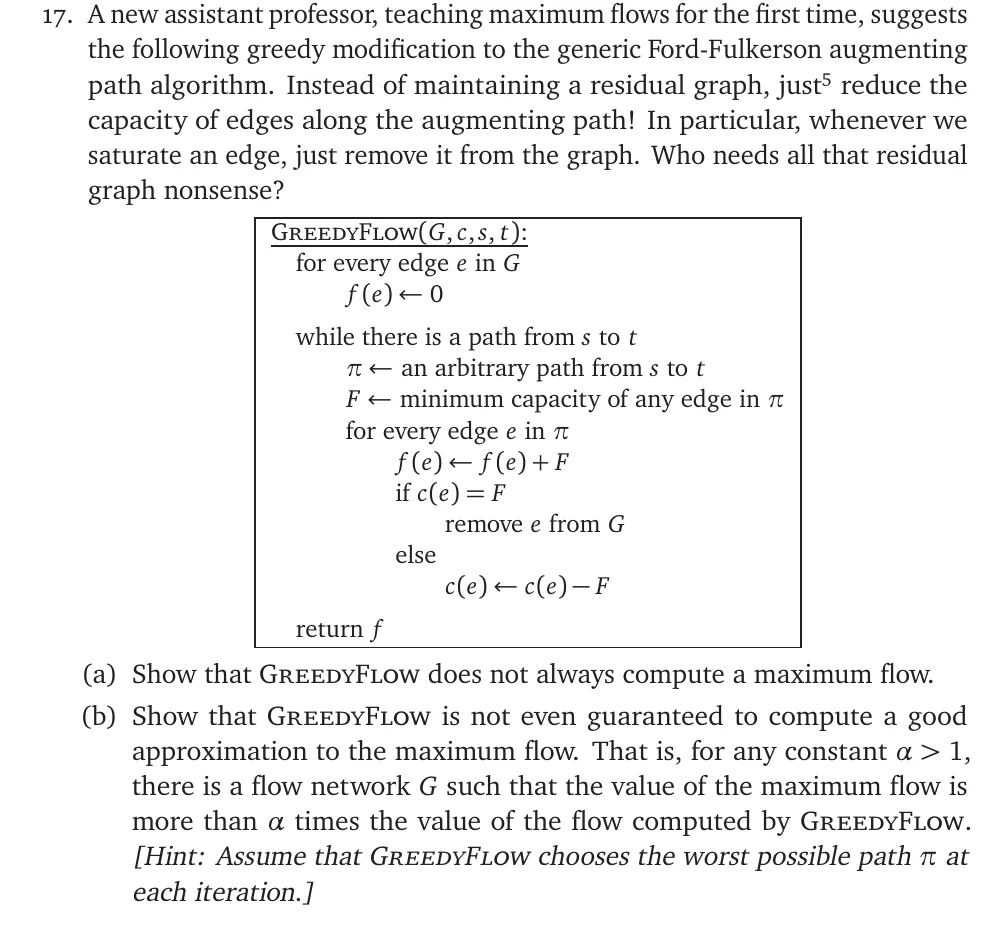 17. A new assistant professor, teaching maximum flows for the first time, suggests
the following greedy modification to the generic Ford-Fulkerson augmenting
path algorithm. Instead of maintaining a residual graph, just⁵ reduce the
capacity of edges along the augmenting path! In particular, whenever we
saturate an edge, just remove it from the graph. Who needs all that residual
graph nonsense?
GREEDYFLOW(G, c, s, t):
for every edge e in G
f(e) ← 0
while there is a path from s to t
π ← an arbitrary path from s to t
F ← minimum capacity of any edge in π
for every edge e in π
f(e) ← f(e) + F
if c(e) = F
remove e from G
else
c(e) ← c(e) − F
return f
(a) Show that GREEDYFLOW does not always compute a maximum flow.
(b) Show that GREEDYFLOW is not even guaranteed to compute a good
approximation to the maximum flow. That is, for any constant α > 1,
there is a flow network G such that the value of the maximum flow is
more than α times the value of the flow computed by GREEDYFLOW.
[Hint: Assume that GREEDYFLOW chooses the worst possible path π at
each iteration.]